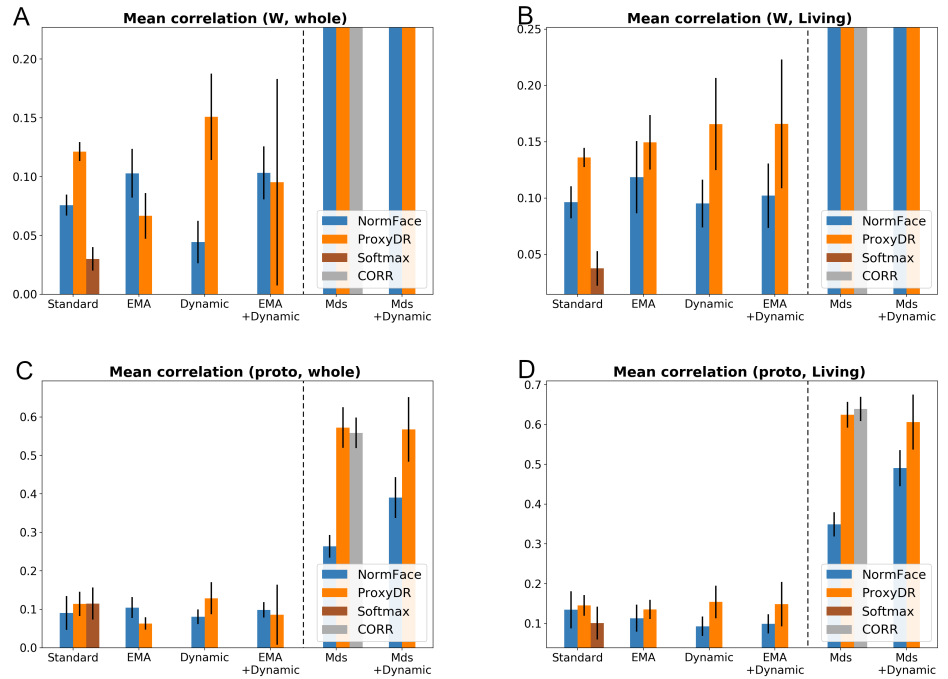 A
Mean correlation (W, whole)
0.20
0.15
0.10
0.05
0.00
Standard EMA Dynamic EMA +Dynamic Mds Mds +Dynamic
NormFace
ProxyDR
Softmax
CORR
B
Mean correlation (W, Living)
0.25
0.20
0.15
0.10
0.05
Standard EMA Dynamic EMA +Dynamic Mds Mds +Dynamic
NormFace
ProxyDR
Softmax
CORR
C
Mean correlation (proto, whole)
0.6
0.5
0.4
0.3
0.2
0.1
0.0
Standard EMA Dynamic EMA +Dynamic Mds Mds +Dynamic
NormFace
ProxyDR
Softmax
CORR
D
Mean correlation (proto, Living)
0.7
0.6
0.5
0.4
0.3
0.2
0.1
Standard EMA Dynamic EMA +Dynamic Mds Mds +Dynamic
NormFace
ProxyDR
Softmax
CORR